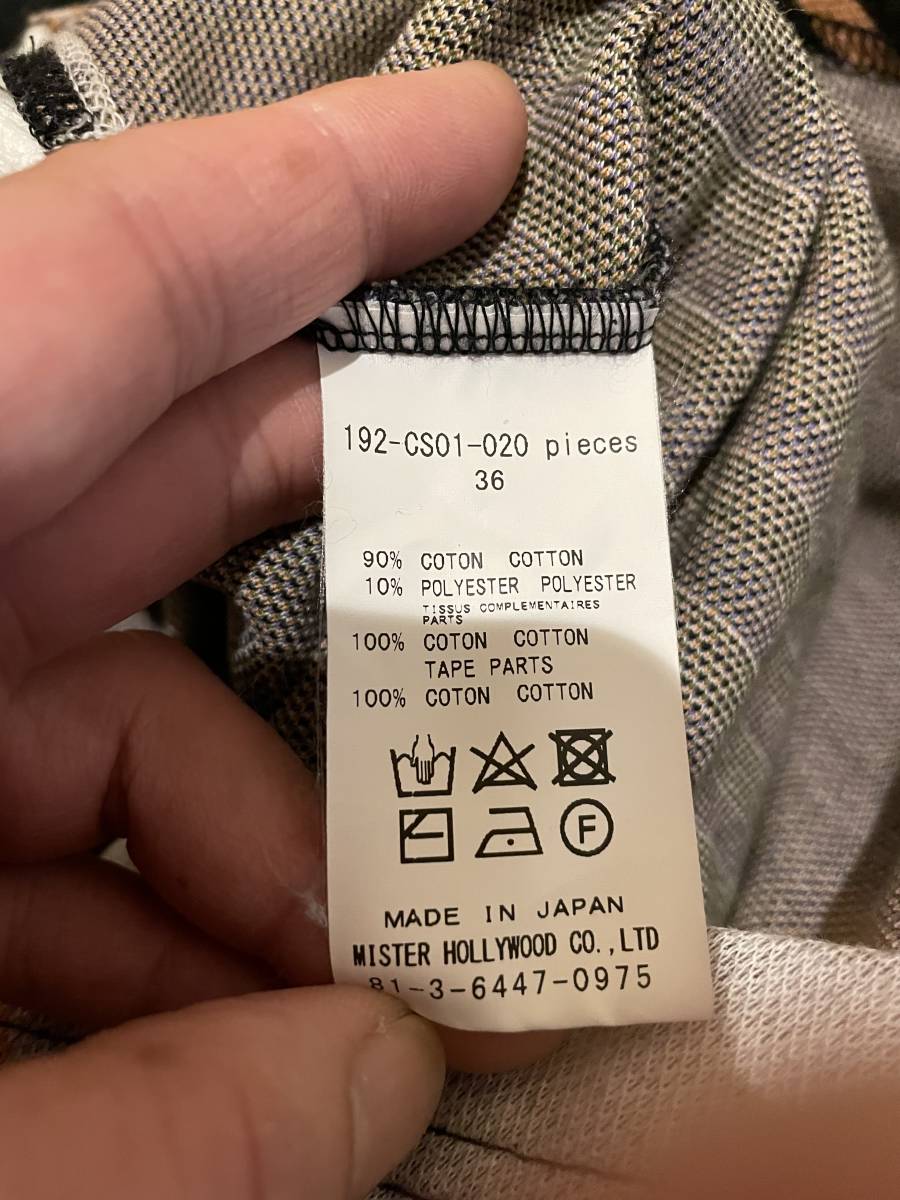 192-CS01-020 pieces
36
90% COTON COTTON
10% POLYESTER POLYESTER
TISSUS COMPLEMENTAIRES
PARTS
100% COTON COTTON
TAPE PARTS
100% COTON COTTON
F
MADE IN JAPAN
MISTER HOLLYWOOD CO.,LTD
81-3-6447-0975